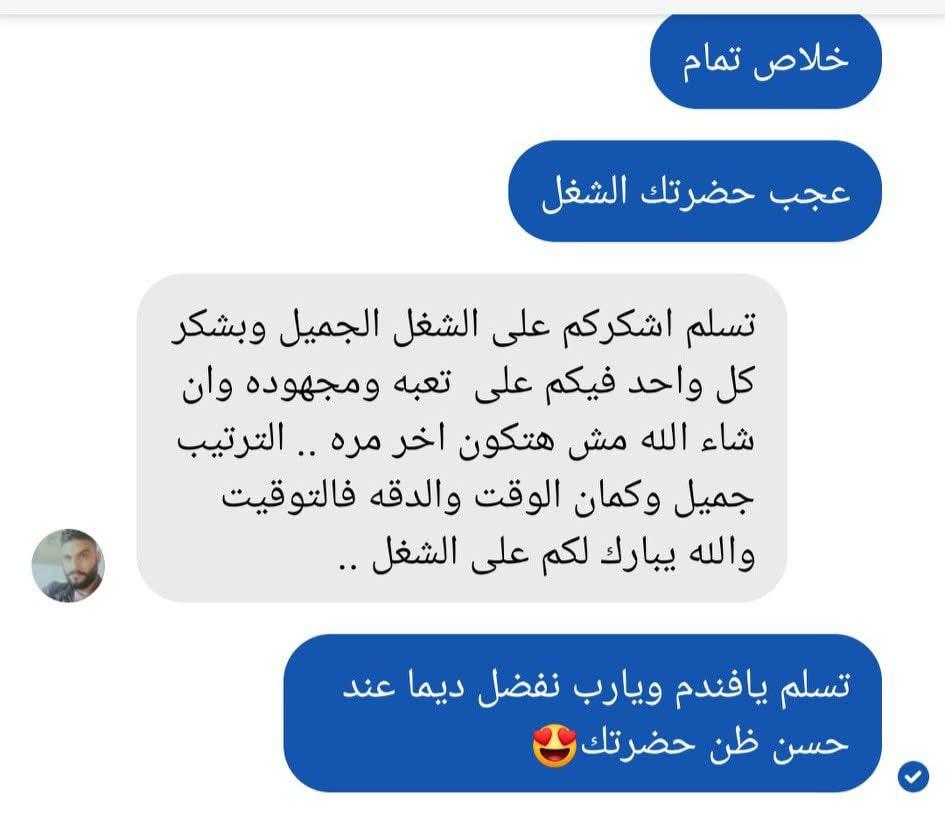 خلاص تمام
عجب حضرتك الشغل
تسلم اشكركم على الشغل الجميل وبشكر
كل واحد فيكم على تعبه ومجهوده وان
شاء الله مش هتكون اخر مره .. الترتيب
جميل وكمان الوقت والدقه فالتوقيت
والله يبارك لكم على الشغل ..
تسلم يافندم ويارب نفضل ديما عند
حسن ظن حضرتك😍